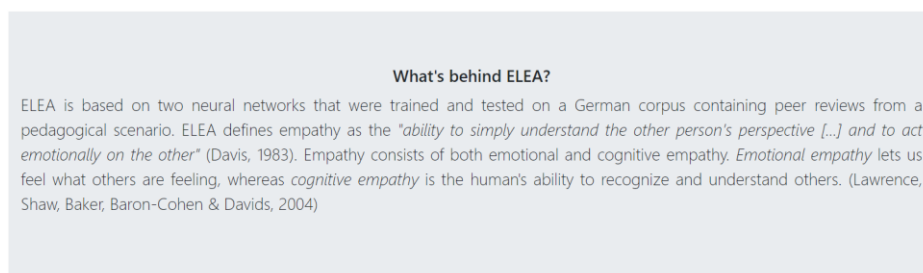 What's behind ELEA?
ELEA is based on two neural networks that were trained and tested on a German corpus containing peer reviews from a
pedagogical scenario. ELEA defines empathy as the "ability to simply understand the other person's perspective [...] and to act
emotionally on the other" (Davis, 1983). Empathy consists of both emotional and cognitive empathy. Emotional empathy lets us
feel what others are feeling, whereas cognitive empathy is the human's ability to recognize and understand others. (Lawrence,
Shaw, Baker, Baron-Cohen & Davids, 2004)